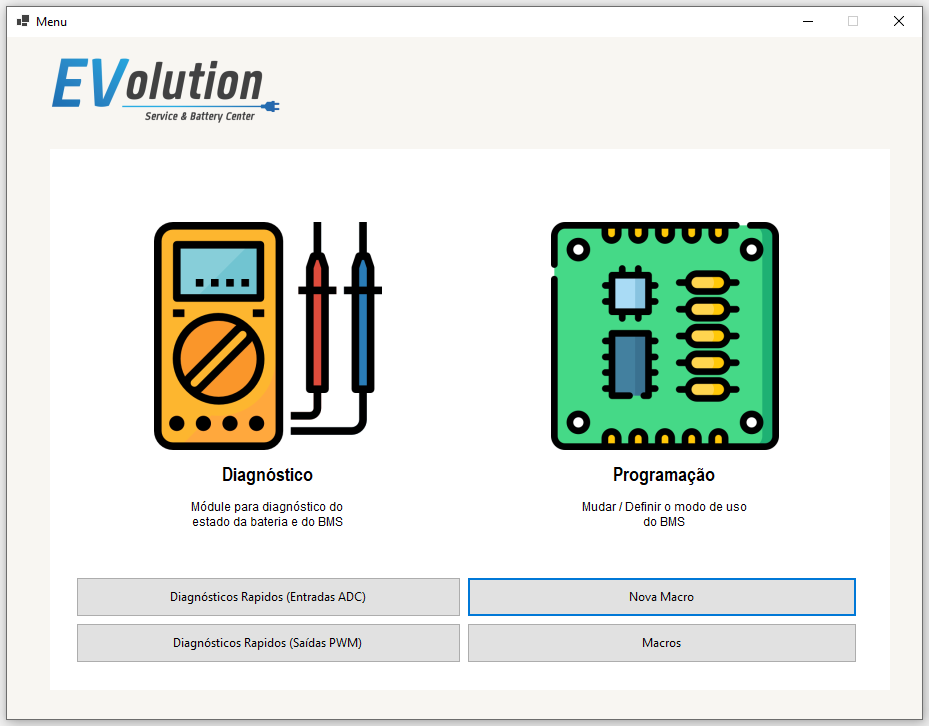 Menu
EVolution
Service & Battery Center
Diagnóstico
Módule para diagnóstico do
estado da bateria e do BMS
Programação
Mudar / Definir o modo de uso
do BMS
Diagnósticos Rapidos (Entradas ADC)
Nova Macro
Diagnósticos Rapidos (Saídas PWM)
Macros